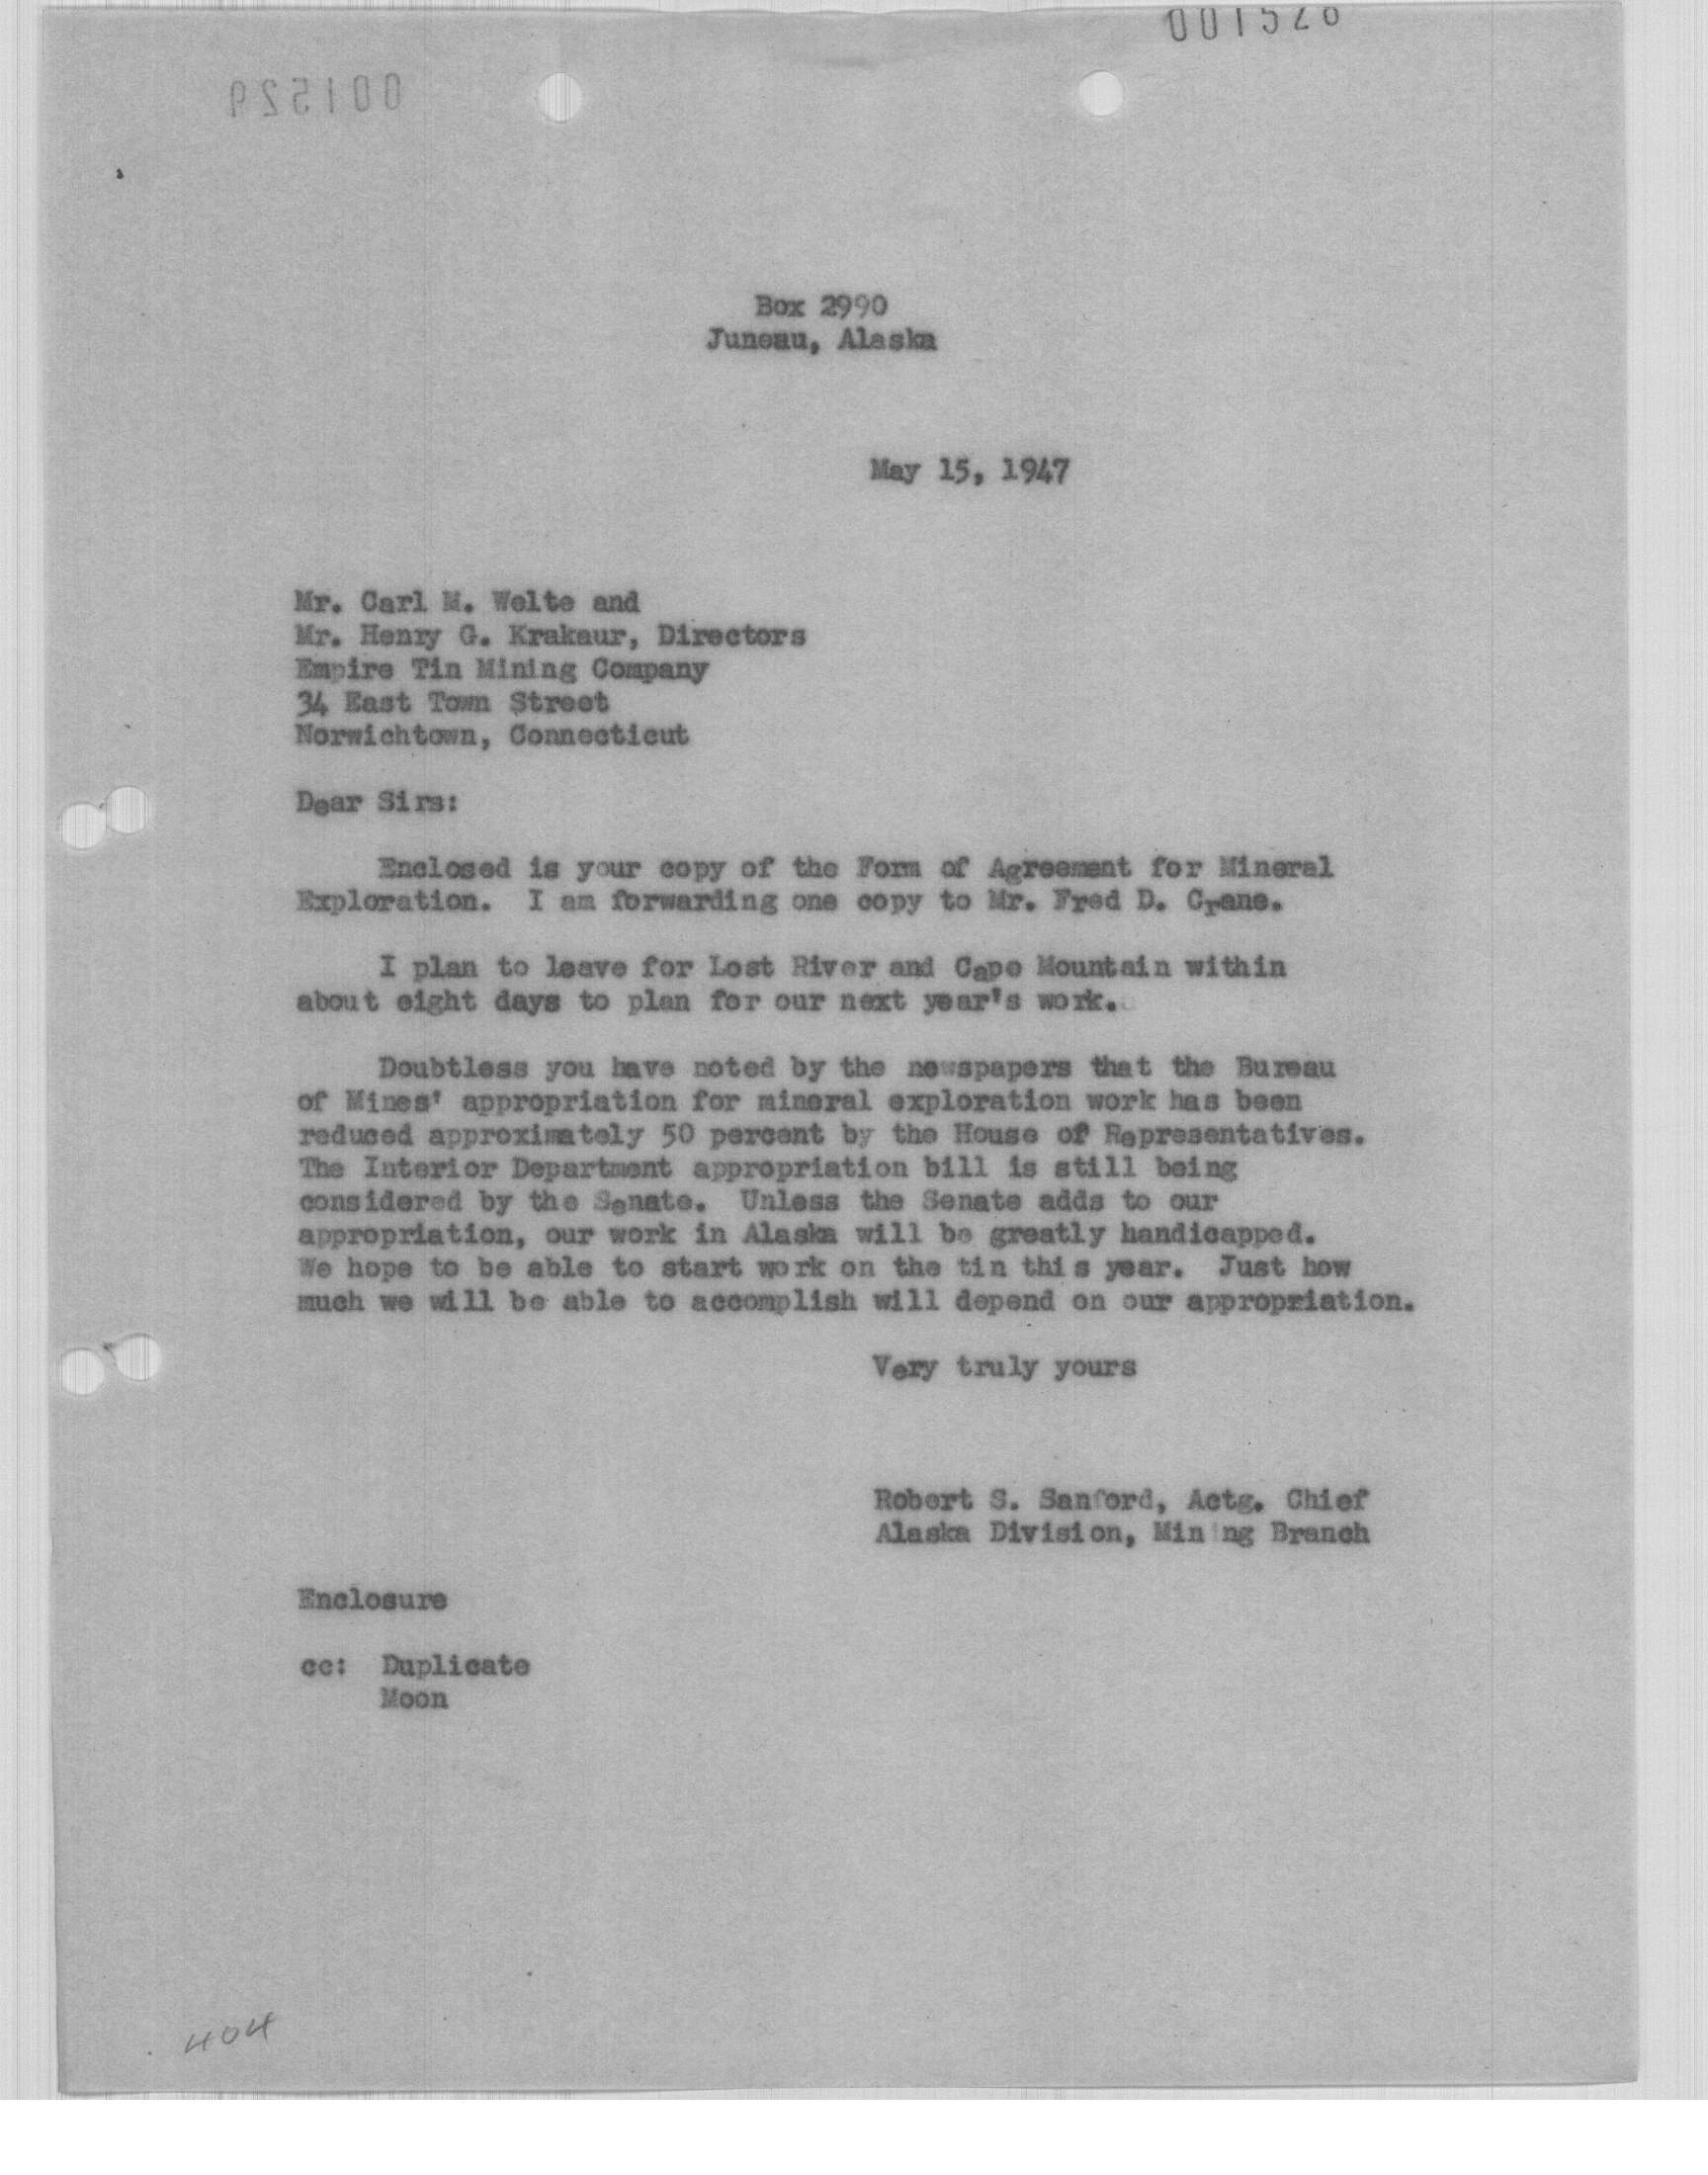 001528
001529
Box 2990
Juneau, Alaska
May 15, 1947
Mr. Carl M. Welte and
Mr. Henry G. Krakaur, Directors
Empire Tin Mining Company
34 East Town Street
Norwichtown, Connecticut
Dear Sirs:
Enclosed is your copy of the Form of Agreement for Mineral
Exploration. I am forwarding one copy to Mr. Fred D. Crane.
I plan to leave for Lost River and Cape Mountain within
about eight days to plan for our next year's work.
Doubtless you have noted by the newspapers that the Bureau
of Mines' appropriation for mineral exploration work has been
reduced approximately 50 percent by the House of Representatives.
The Interior Department appropriation bill is still being
considered by the Senate. Unless the Senate adds to our
appropriation, our work in Alaska will be greatly handicapped.
We hope to be able to start work on the tin this year. Just how
much we will be able to accomplish will depend on our appropriation.
Very truly yours
Robert S. Sanford, Actg. Chief
Alaska Division, Mining Branch
Enclosure
cc: Duplicate
Moon
404